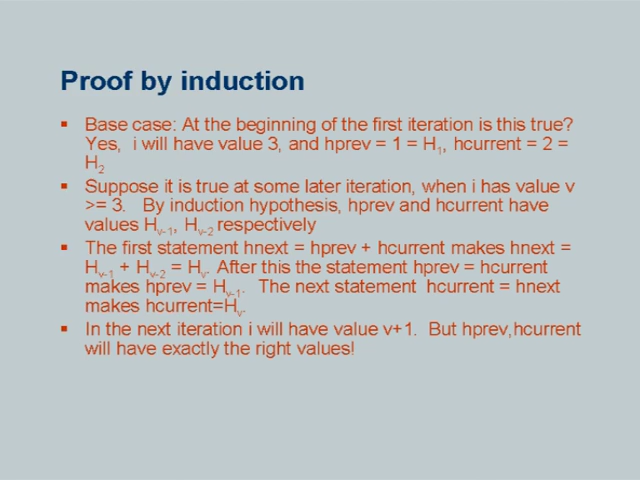 Proof by induction
▪ Base case: At the beginning of the first iteration is this true?
Yes,  i will have value 3, and hprev = 1 = H₁, hcurrent = 2 =
H₂
▪ Suppose it is true at some later iteration, when i has value v
>= 3.   By induction hypothesis, hprev and hcurrent have
values Hᵥ₋₁, Hᵥ₋₂ respectively
▪ The first statement hnext = hprev + hcurrent makes hnext =
Hᵥ₋₁ + Hᵥ₋₂ = Hᵥ.  After this the statement hprev = hcurrent
makes hprev = Hᵥ₋₁.   The next statement  hcurrent = hnext
makes hcurrent=Hᵥ.
▪ In the next iteration i will have value v+1.  But hprev,hcurrent
will have exactly the right values!